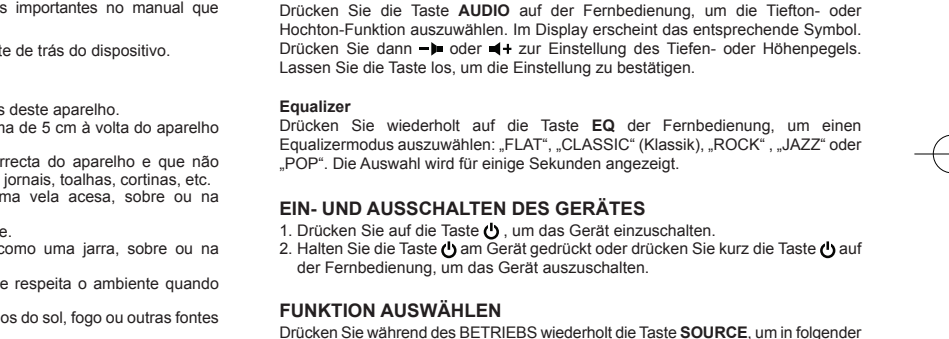 s importantes no manual que
te de trás do dispositivo.
s deste aparelho.
na de 5 cm à volta do aparelho
rrecta do aparelho e que não
jornais, toalhas, cortinas, etc.
ma vela acesa, sobre ou na
e.
como uma jarra, sobre ou na
e respeita o ambiente quando
os do sol, fogo ou outras fontes
Drücken Sie die Taste AUDIO auf der Fernbedienung, um die Tiefton- oder
Hochton-Funktion auszuwählen. Im Display erscheint das entsprechende Symbol.
Drücken Sie dann – oder + zur Einstellung des Tiefen- oder Höhenpegels.
Lassen Sie die Taste los, um die Einstellung zu bestätigen.
Equalizer
Drücken Sie wiederholt auf die Taste EQ der Fernbedienung, um einen
Equalizermodus auszuwählen: „FLAT“, „CLASSIC“ (Klassik), „ROCK“ , „JAZZ“ oder
„POP“. Die Auswahl wird für einige Sekunden angezeigt.
EIN- UND AUSSCHALTEN DES GERÄTES
1. Drücken Sie auf die Taste , um das Gerät einzuschalten.
2. Halten Sie die Taste am Gerät gedrückt oder drücken Sie kurz die Taste auf
der Fernbedienung, um das Gerät auszuschalten.
FUNKTION AUSWÄHLEN
Drücken Sie während des BETRIEBS wiederholt die Taste SOURCE, um in folgender